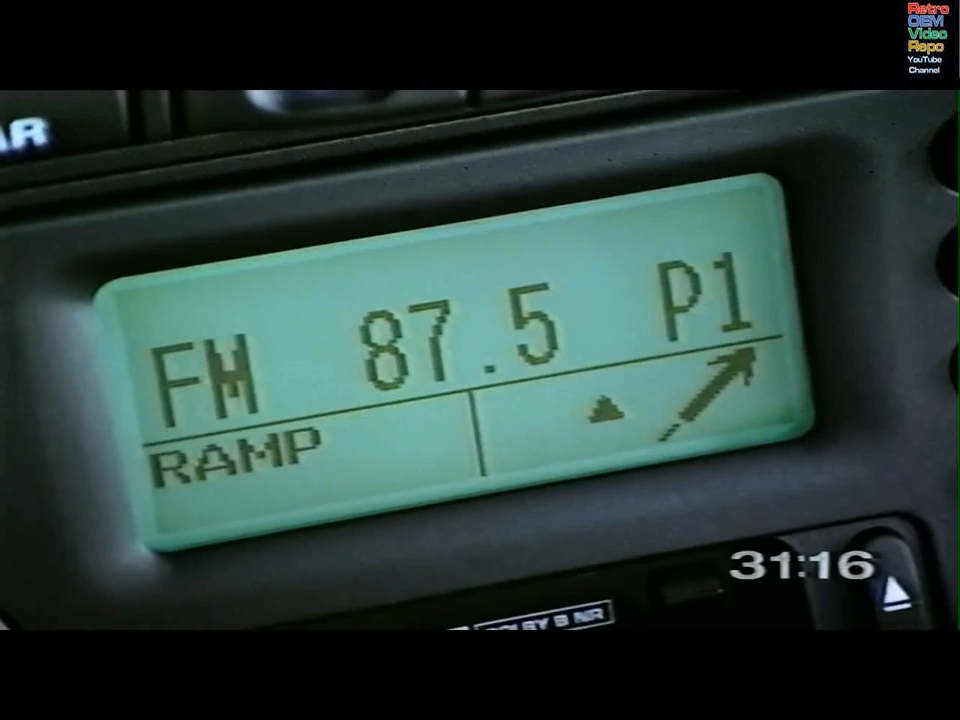 Retro
OEM
Video
Repo
YouTube
Channel
AR
FM 87.5 P1
RAMP
31:16
DOLBY B NR